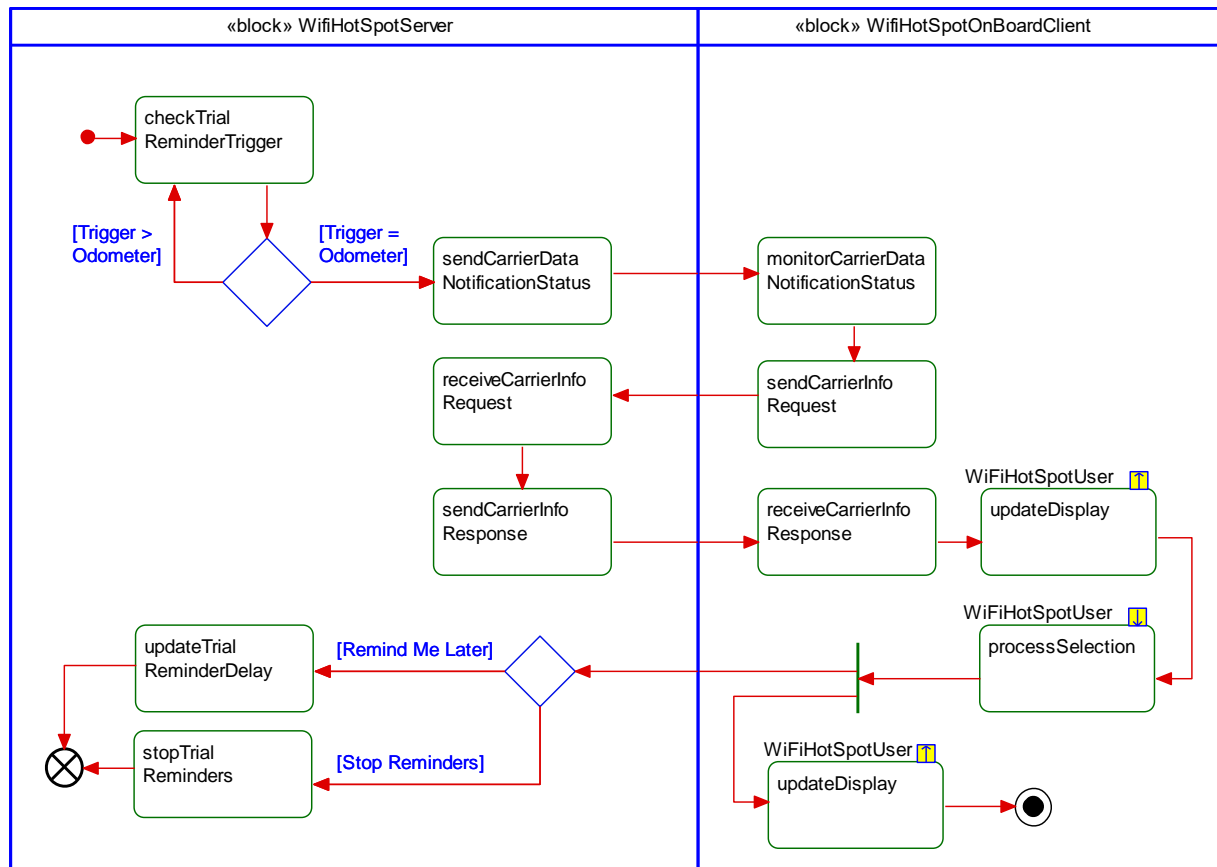 «block» WifiHotSpotServer
«block» WifiHotSpotOnBoardClient
checkTrial
ReminderTrigger
[Trigger >
Odometer]
[Trigger =
Odometer]
sendCarrierData
NotificationStatus
monitorCarrierData
NotificationStatus
receiveCarrierInfo
Request
sendCarrierInfo
Request
sendCarrierInfo
Response
receiveCarrierInfo
Response
WiFiHotSpotUser
updateDisplay
WiFiHotSpotUser
processSelection
updateTrial
ReminderDelay
[Remind Me Later]
stopTrial
Reminders
[Stop Reminders]
WiFiHotSpotUser
updateDisplay